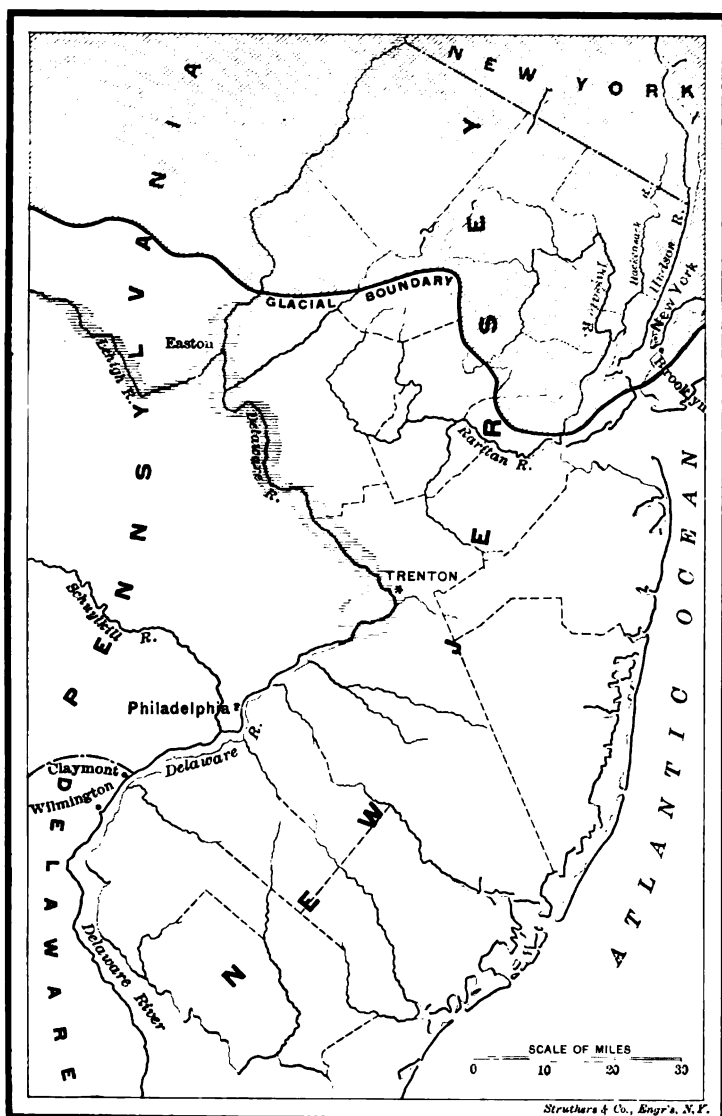 NEW YORK
PENNSYLVANIA
GLACIAL BOUNDARY
Lehigh R.
Easton
Delaware
R.
Passaic R.
Hackensack R.
Hudson R.
New York
Brooklyn
Raritan R.
TRENTON
Schuylkill
R.
Philadelphia
Claymont
Wilmington
Delaware R.
DELAWARE
Delaware River
NEW JERSEY
ATLANTIC OCEAN
SCALE OF MILES
0 10 20 30
Struthers & Co., Engr's, N.Y.